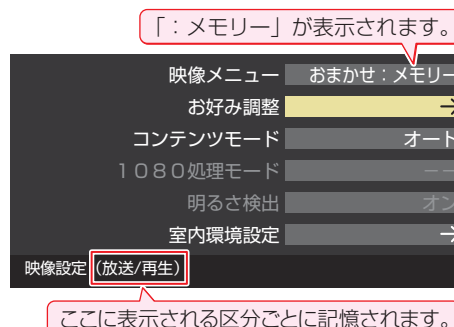 「：メモリー」が表示されます。
映像メニュー おまかせ：メモリー
お好み調整 →
コンテンツモード オート
１０８０処理モード −−
明るさ検出 オン
室内環境設定 →
映像設定（放送/再生）
ここに表示される区分ごとに記憶されます。